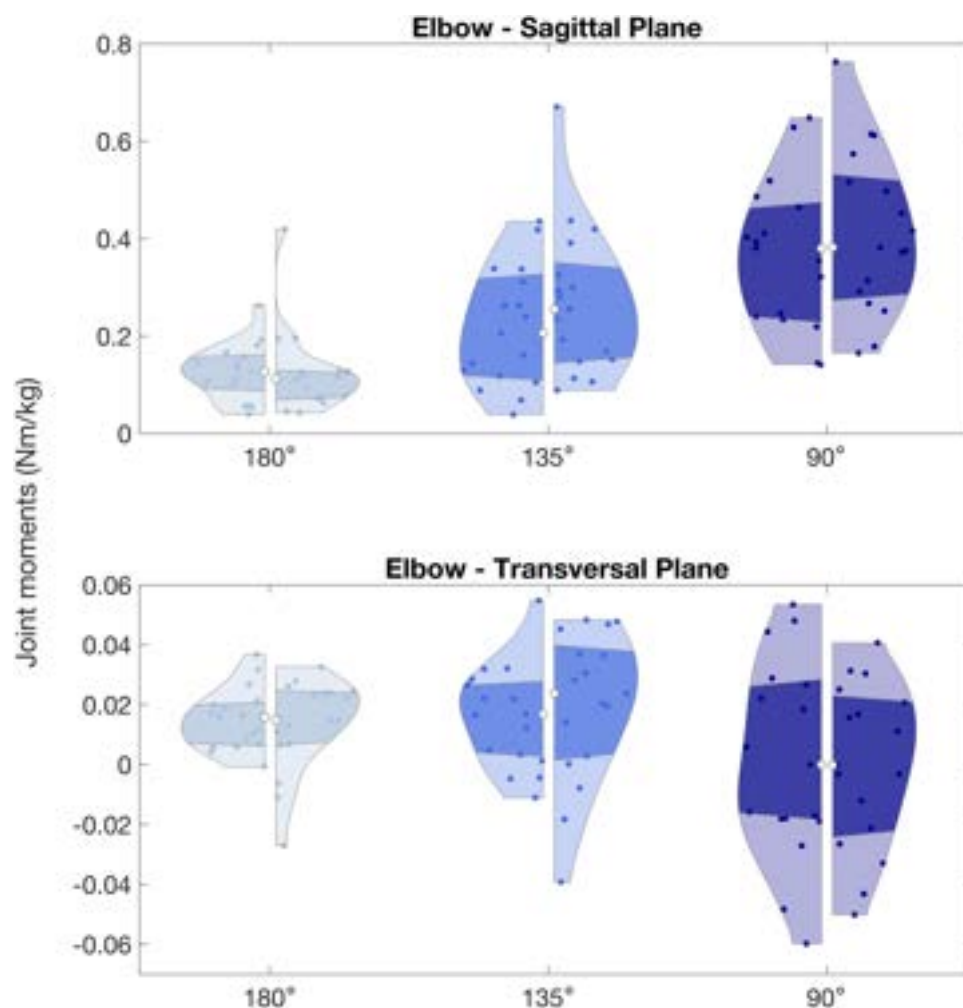 Elbow - Sagittal Plane
0.8
0.6
0.4
0.2
0
180° 135° 90°
Joint moments (Nm/kg)
Elbow - Transversal Plane
0.06
0.04
0.02
0
-0.02
-0.04
-0.06
180° 135° 90°